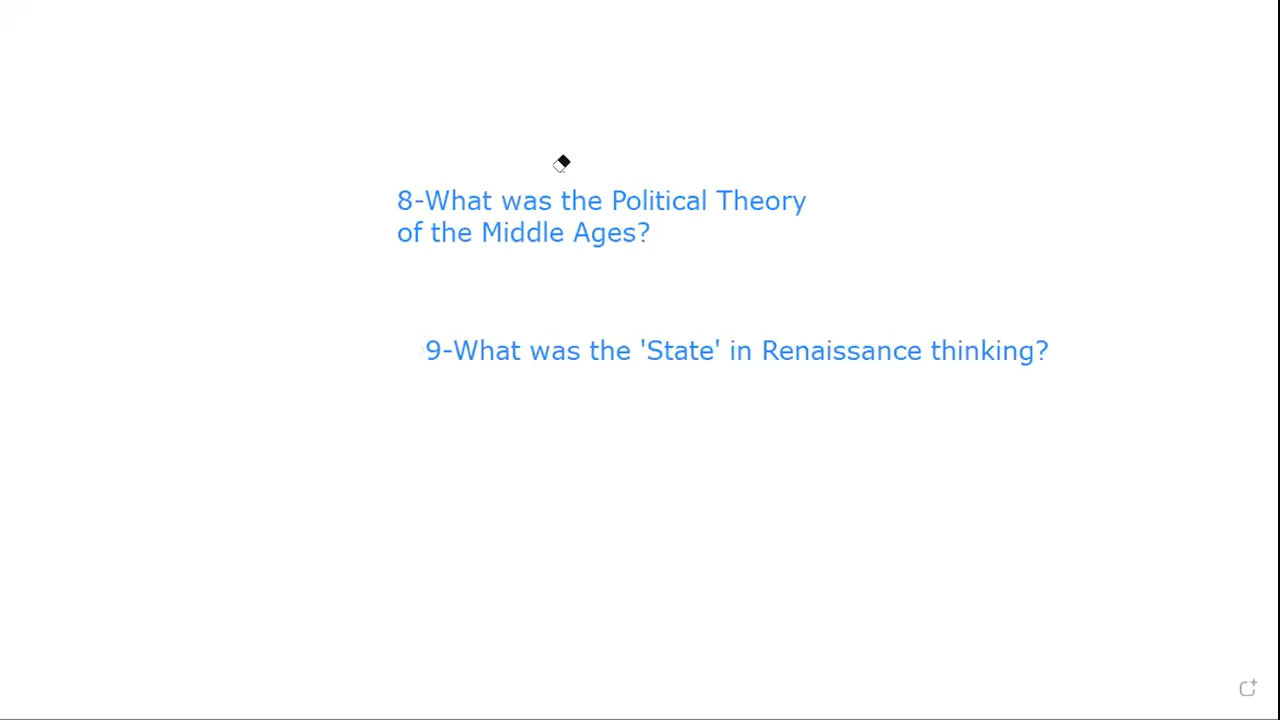 8-What was the Political Theory
of the Middle Ages?
9-What was the 'State' in Renaissance thinking?